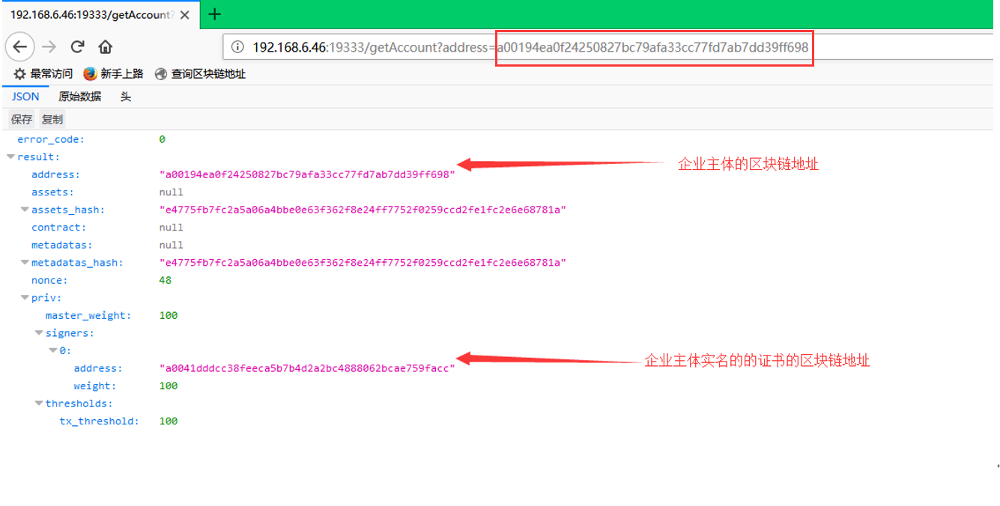 192.168.6.46:19333/getAccount?
192.168.6.46:19333/getAccount?address=a00194ea0f24250827bc79afa33cc77fd7ab7dd39ff698
最常访问 新手上路 查询区块链地址
JSON 原始数据 头
保存 复制
error_code: 0
result:
企业主体的区块链地址
address: "a00194ea0f24250827bc79afa33cc77fd7ab7dd39ff698"
assets: null
assets_hash: "e4775fb7fc2a5a06a4bbe0e63f362f8e24ff7752f0259ccd2fe1fc2e6e68781a"
contract: null
metadatas: null
metadatas_hash: "e4775fb7fc2a5a06a4bbe0e63f362f8e24ff7752f0259ccd2fe1fc2e6e68781a"
nonce: 48
priv:
master_weight: 100
signers:
0:
企业主体实名的的证书的区块链地址
address: "a0041dddcc38feeca5b7b4d2a2bc4888062bcae759facc"
weight: 100
thresholds:
tx_threshold: 100